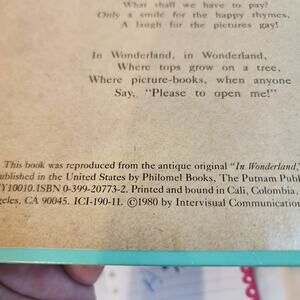 What shall we have to pay?
Only a smile for the happy rhymes,
A laugh for the pictures gay!
In Wonderland, in Wonderland,
Where tops grow on a tree,
Where picture-books, when anyone
Say, "Please to open me!"
This book was reproduced from the antique original "In Wonderland,"
ublished in the United States by Philomel Books, The Putnam Publ
Y10010. ISBN 0-399-20773-2. Printed and bound in Cali, Colombia,
geles, CA 90045. ICI-190-11. ©1980 by Intervisual Communication